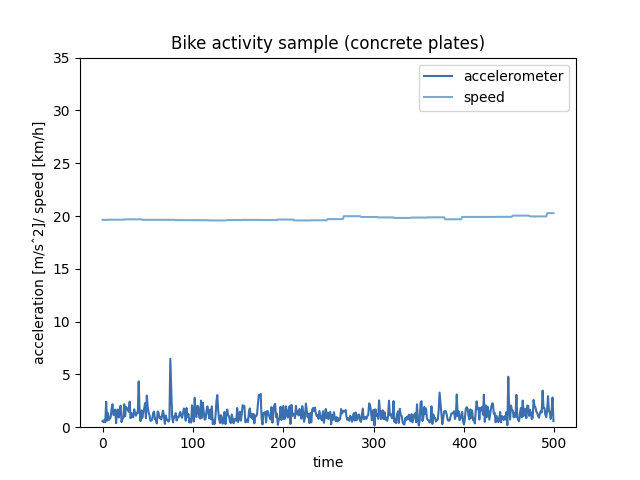 Bike activity sample (concrete plates)
accelerometer
speed
acceleration [m/sˆ2]/ speed [km/h]
35
30
25
20
15
10
5
0
0 100 200 300 400 500
time